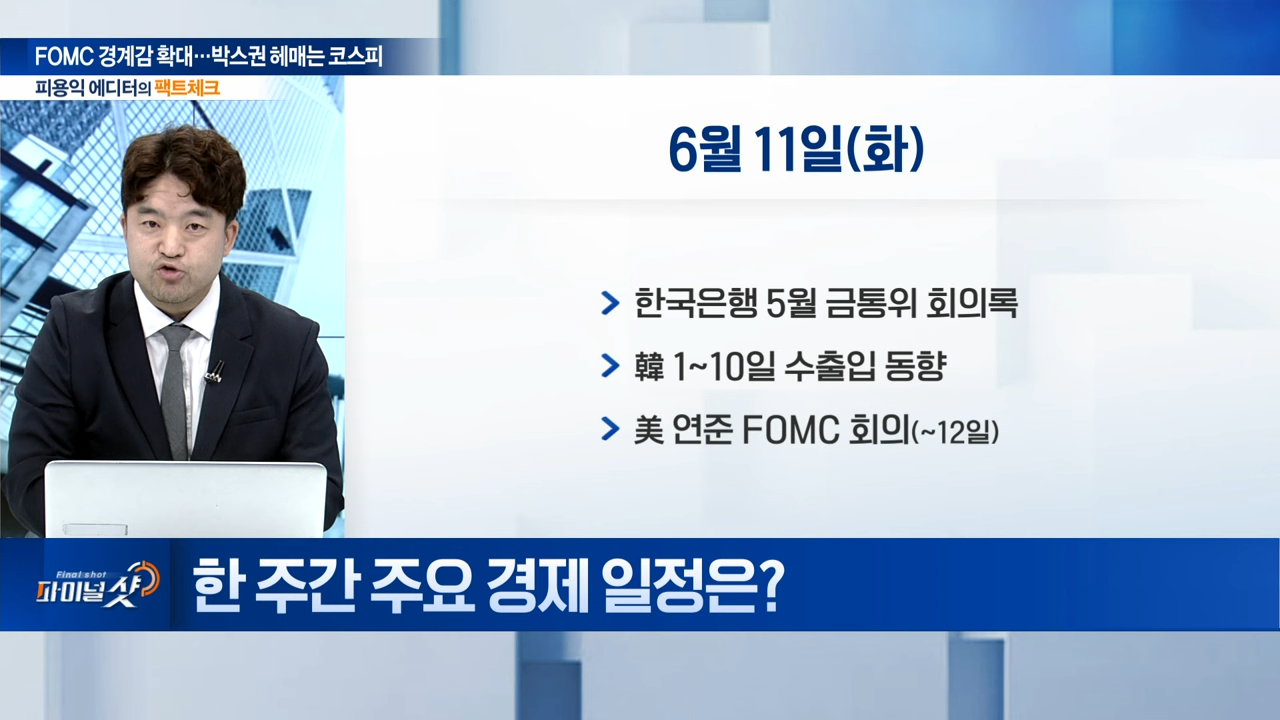 FOMC 경계감 확대…박스권 헤매는 코스피
피용익 에디터의 팩트체크
6월 11일(화)
한국은행 5월 금통위 회의록
韓 1~10일 수출입 동향
美 연준 FOMC 회의(~12일)
Final shot
파이널샷
한 주간 주요 경제 일정은?